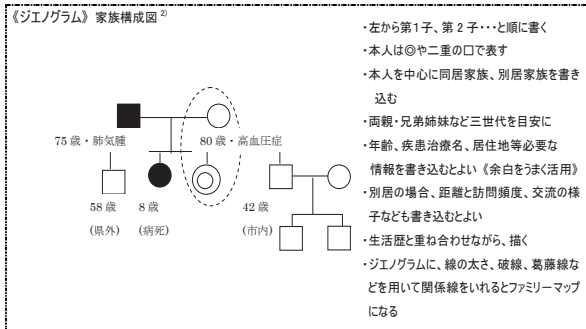 《ジエノグラム》 家族構成図 2)
・左から第1子、第2子・・・と順に書く
・本人は◎や二重の口で表す
・本人を中心に同居家族、別居家族を書き
込む
・両親・兄弟姉妹など三世代を目安に
・年齢、疾患治療名、居住地等必要な
情報を書き込むとよい 《余白をうまく活用》
・別居の場合、距離と訪問頻度、交流の様
子なども書き込むとよい
・生活歴と重ね合わせながら、描く
・ジエノグラムに、線の太さ、破線、葛藤線な
どを用いて関係線をいれるとファミリーマップ
になる
75 歳・肺気腫
80 歳・高血圧症
58 歳
(県外)
8 歳
(病死)
42 歳
(市内)